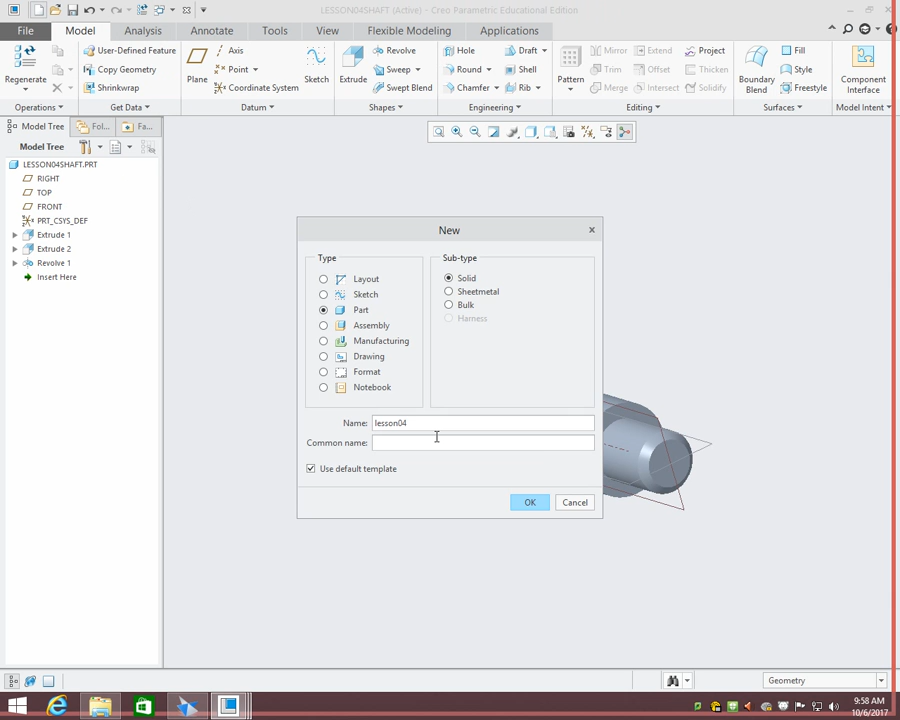 LESSON04SHAFT (Active) - Creo Parametric Educational Edition
File Model Analysis Annotate Tools View Flexible Modeling Applications
User-Defined Feature Axis Revolve Hole Draft Mirror Extend Project Fill
Copy Geometry Point Sweep Round Shell Trim Offset Thicken Style
Regenerate Shrinkwrap Plane Coordinate System Sketch Extrude Swept Blend Chamfer Rib Pattern Merge Intersect Solidify Boundary Blend Freestyle Component Interface
Operations Get Data Datum Shapes Engineering Editing Surfaces Model Intent
Model Tree Fol... Fa...
Model Tree
LESSON04SHAFT.PRT
RIGHT
TOP
FRONT
PRT_CSYS_DEF
Extrude 1
Extrude 2
Revolve 1
Insert Here
New
Type Sub-type
Layout Solid
Sketch Sheetmetal
Part Bulk
Assembly Harness
Manufacturing
Drawing
Format
Notebook
Name: lesson04
Common name:
Use default template
OK Cancel
Geometry
9:58 AM
10/6/2017